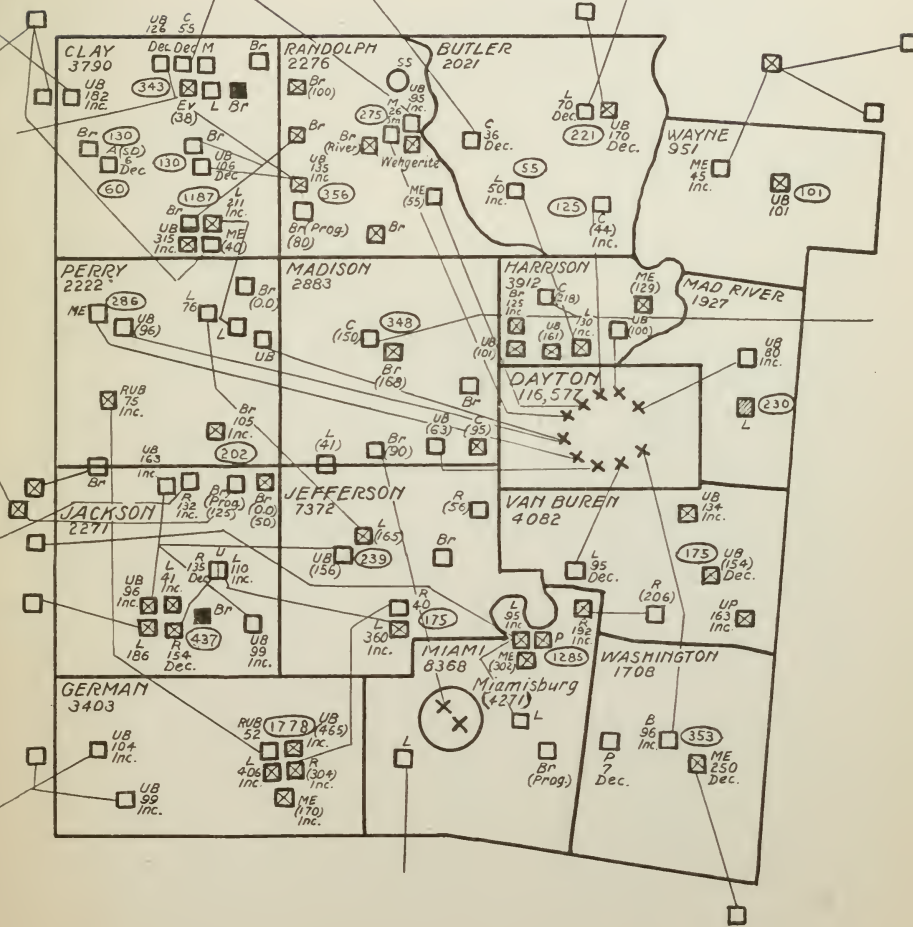 CLAY
3790
UB
126
Dec
C
55
Dec
M
Br
UB
182
Inc.
343
Ev
(38)
L
Br
Br
130
A(SD)
6
Dec
60
Br
130
UB
106
Dec
1187
L
211
Inc.
Br
UB
315
Inc.
ME
(40)
RANDOLPH
2276
SS
Br
(100)
275
M
26
Sm
UB
95
Inc.
Br
Br
(River)
Wehgerite
UB
135
Inc
356
Br(Prog.)
(80)
Br
ME
(55)
BUTLER
2021
C
36
Dec.
L
70
Dec.
221
UB
170
Dec.
L
50
Inc.
55
125
C
(44)
Inc.
WAYNE
951
ME
45
Inc.
UB
101
101
PERRY
2222
ME
286
UB
(96)
L
76
Br
(0.0)
L
UB
RUB
75
Inc.
Br
105
Inc.
202
MADISON
2883
C
(150)
348
Br
(168)
Br
L
(41)
Br
(90)
UB
(63)
C
(95)
HARRISON
3912
Br
125
Inc
C
(218)
ME
(129)
UB
(101)
UB
(161)
L
130
Inc.
UB
(100)
MAD RIVER
1927
UB
80
Inc.
230
L
DAYTON
116,577
JACKSON
2271
Br
UB
163
Inc
R
132
Inc.
Br
(Prog)
(125)
Br
(0.0)
(50)
R
135
Dec
U
L
110
Inc.
UB
96
Inc.
L
41
Inc.
Br
L
186
R
154
Dec.
437
UB
99
Inc.
JEFFERSON
7372
R
(56)
L
(165)
UB
(156)
239
Br
R
40
175
L
360
Inc.
VAN BUREN
4082
UB
134
Inc.
L
95
Dec.
175
UB
(154)
Dec.
R
(206)
UP
163
Inc.
R
192
Inc.
MIAMI
8368
L
95
Inc
P
ME
(302)
1285
Miamisburg
(4271)
L
L
Br
(Prog.)
WASHINGTON
1708
P
7
Dec.
B
96
Inc.
353
ME
250
Dec.
GERMAN
3403
UB
104
Inc.
UB
99
Inc.
RUB
52
1778
UB
(465)
Inc.
L
406
Inc.
R
(304)
Inc.
ME
(170)
Inc.